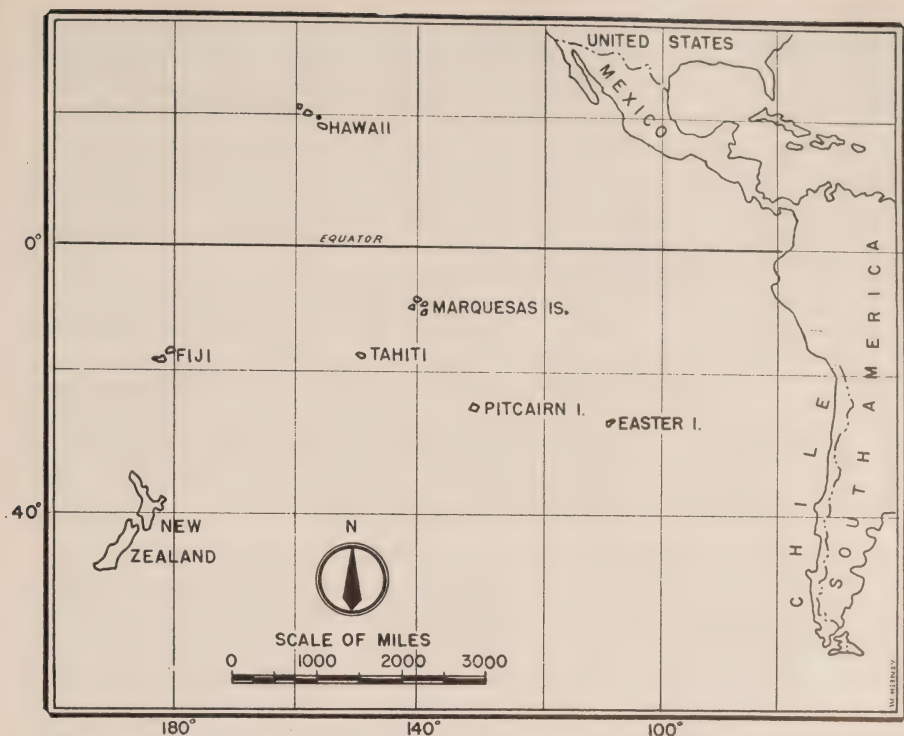 UNITED STATES
MEXICO
HAWAII
0°
EQUATOR
MARQUESAS IS.
FIJI
TAHITI
PITCAIRN I.
EASTER I.
CHILE
SOUTH AMERICA
40°
NEW
ZEALAND
N
SCALE OF MILES
0 1000 2000 3000
180° 140° 100°